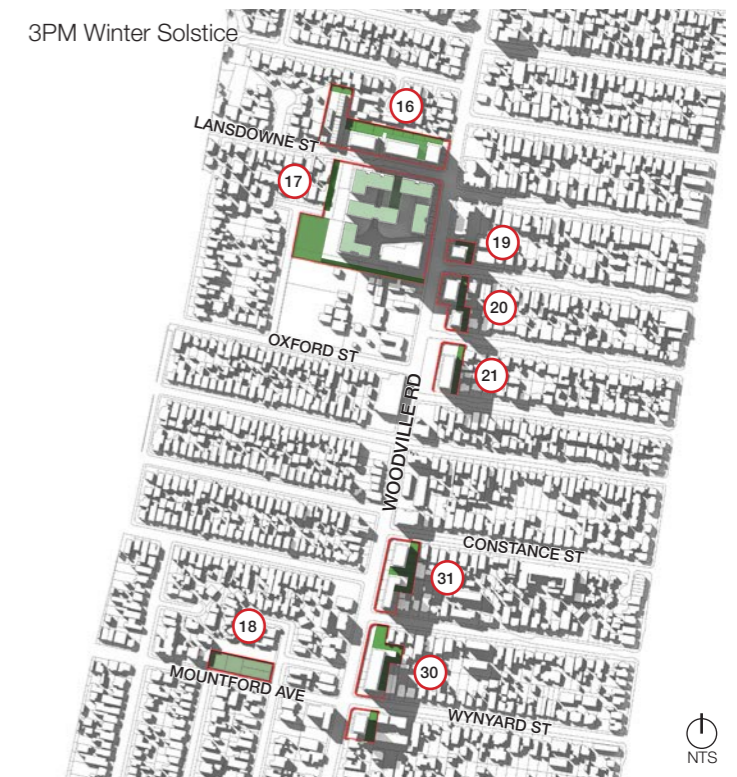 3PM Winter Solstice
16
LANSDOWNE ST
17
19
20
OXFORD ST
21
WOODVILLE RD
CONSTANCE ST
31
18
30
MOUNTFORD AVE
WYNYARD ST
NTS